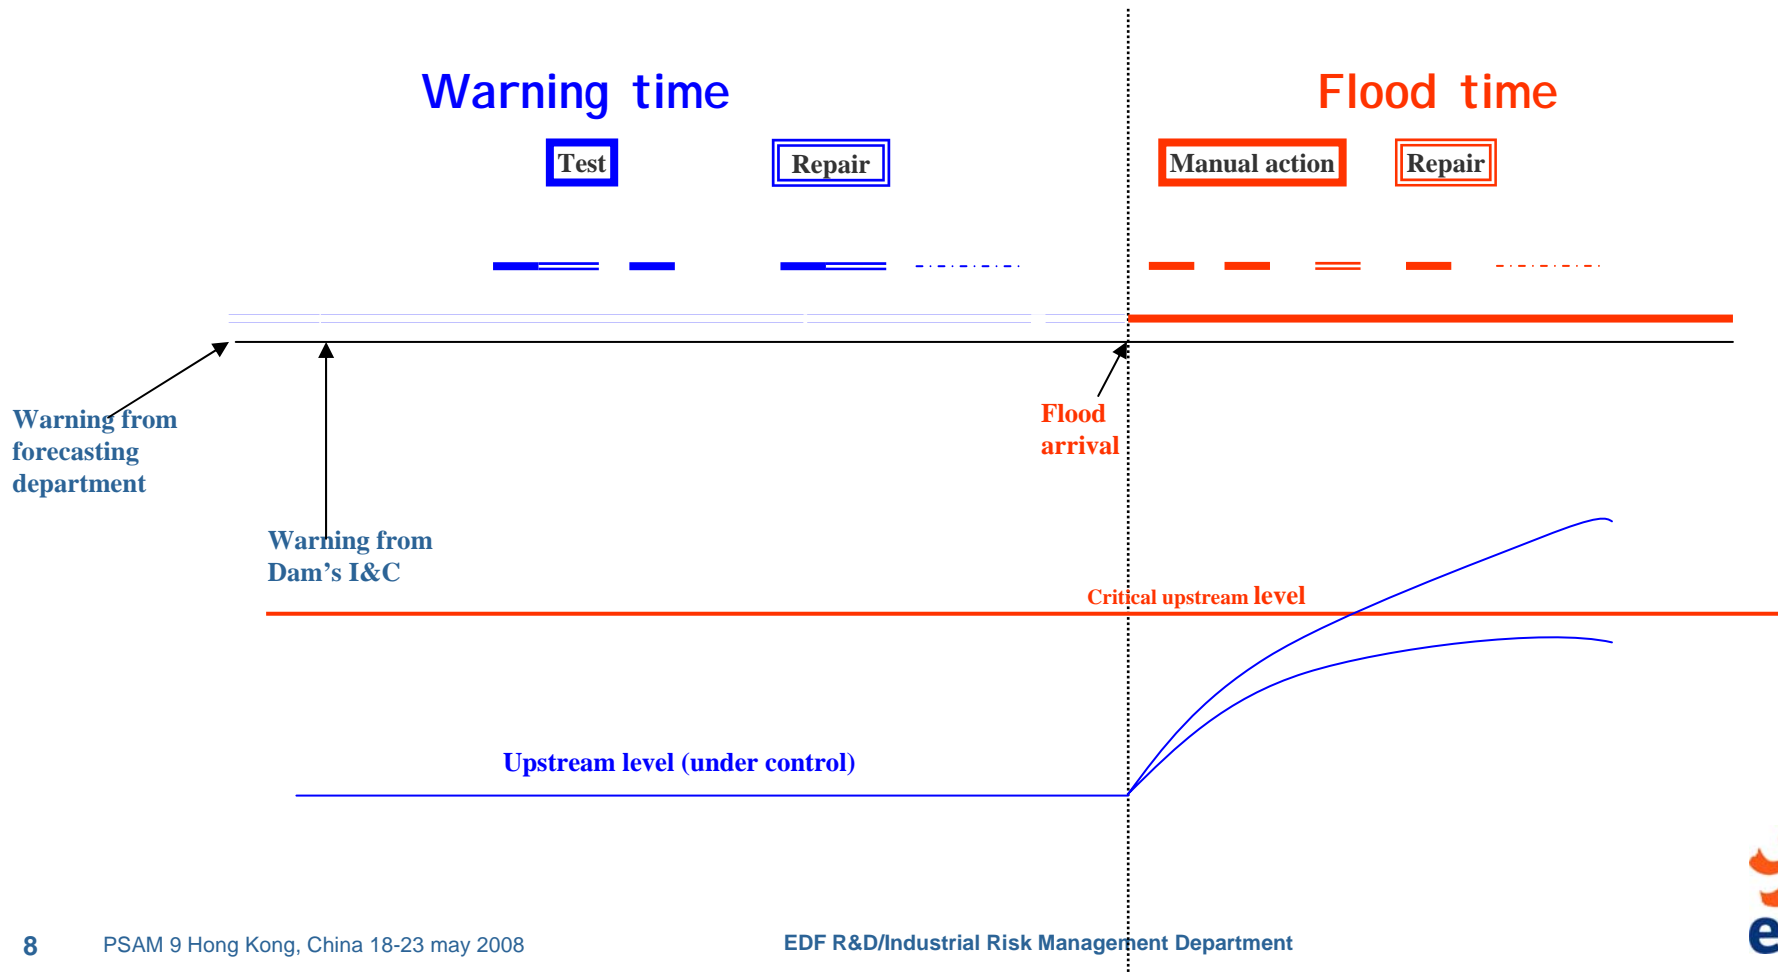 Warning time
Flood time
Test
Repair
Manual action
Repair
Warning from
forecasting
department
Flood
arrival
Warning from
Dam's I&C
Critical upstream level
Upstream level (under control)
8
PSAM 9 Hong Kong, China 18-23 may 2008
EDF R&D/Industrial Risk Management Department
e